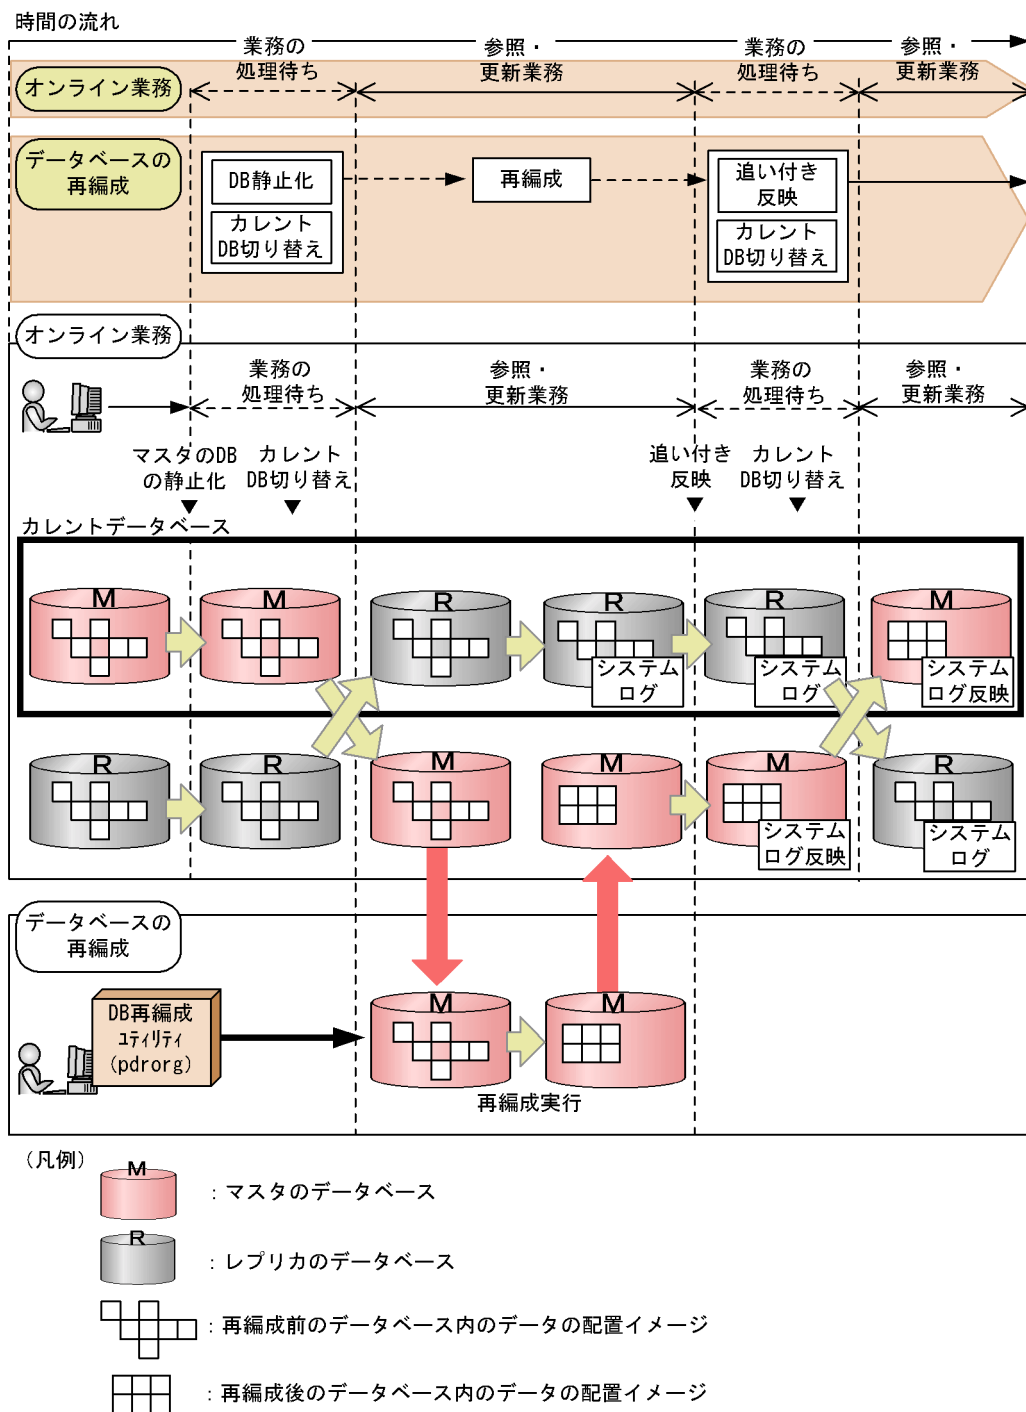 時間の流れ
業務の
処理待ち
参照・
更新業務
業務の
処理待ち
参照・
更新業務
オンライン業務
データベースの
再編成
DB静止化
カレント
DB切り替え
再編成
追い付き
反映
カレント
DB切り替え
オンライン業務
業務の
処理待ち
参照・
更新業務
業務の
処理待ち
参照・
更新業務
マスタのDB
の静止化
カレント
DB切り替え
追い付き
反映
カレント
DB切り替え
カレントデータベース
M
M
R
R
システム
ログ
R
システム
ログ
M
システム
ログ反映
R
R
M
M
M
システム
ログ反映
R
システム
ログ
データベースの
再編成
DB再編成
ユティリティ
(pdrorg)
M
M
再編成実行
(凡例)
M
：マスタのデータベース
R
：レプリカのデータベース
：再編成前のデータベース内のデータの配置イメージ
：再編成後のデータベース内のデータの配置イメージ